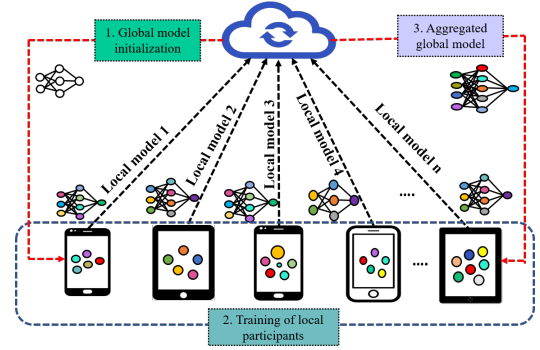 1. Global model
initialization
3. Aggregated
global model
Local model 1
Local model 2
Local model 3
Local model 4
Local model n
....
....
2. Training of local
participants